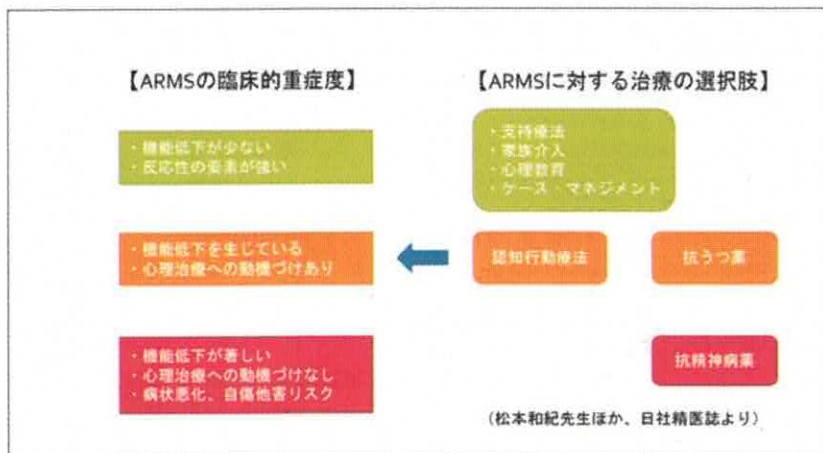 【ARMSの臨床的重症度】
・機能低下が少ない
・反応性の要素が強い
・機能低下を生じている
・心理治療への動機づけあり
・機能低下が著しい
・心理治療への動機づけなし
・病状悪化、自傷他害リスク
【ARMSに対する治療の選択肢】
・支持療法
・家族介入
・心理教育
・ケース・マネジメント
認知行動療法
抗うつ薬
抗精神病薬
(松本和紀先生ほか、日社精医誌より)